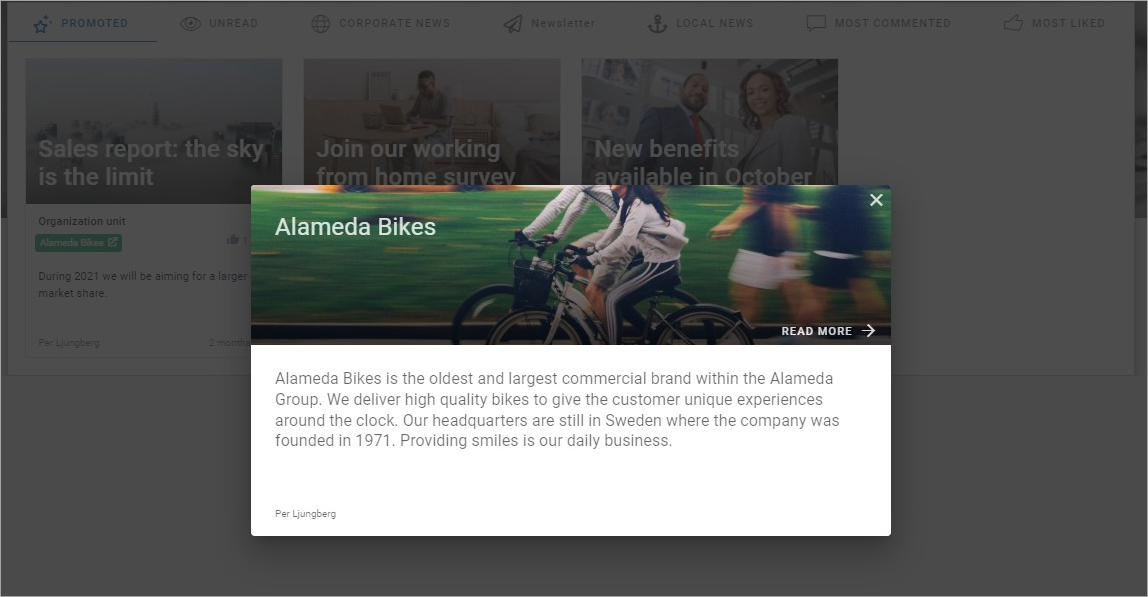 PROMOTED
UNREAD
CORPORATE NEWS
Newsletter
LOCAL NEWS
MOST COMMENTED
MOST LIKED
Sales report: the sky
is the limit
Join our working
from home survey
New benefits
available in October
Organization unit
Alameda Bikes
1
During 2021 we will be aiming for a larger
market share.
Per Ljungberg
2 months
Alameda Bikes
READ MORE
Alameda Bikes is the oldest and largest commercial brand within the Alameda
Group. We deliver high quality bikes to give the customer unique experiences
around the clock. Our headquarters are still in Sweden where the company was
founded in 1971. Providing smiles is our daily business.
Per Ljungberg